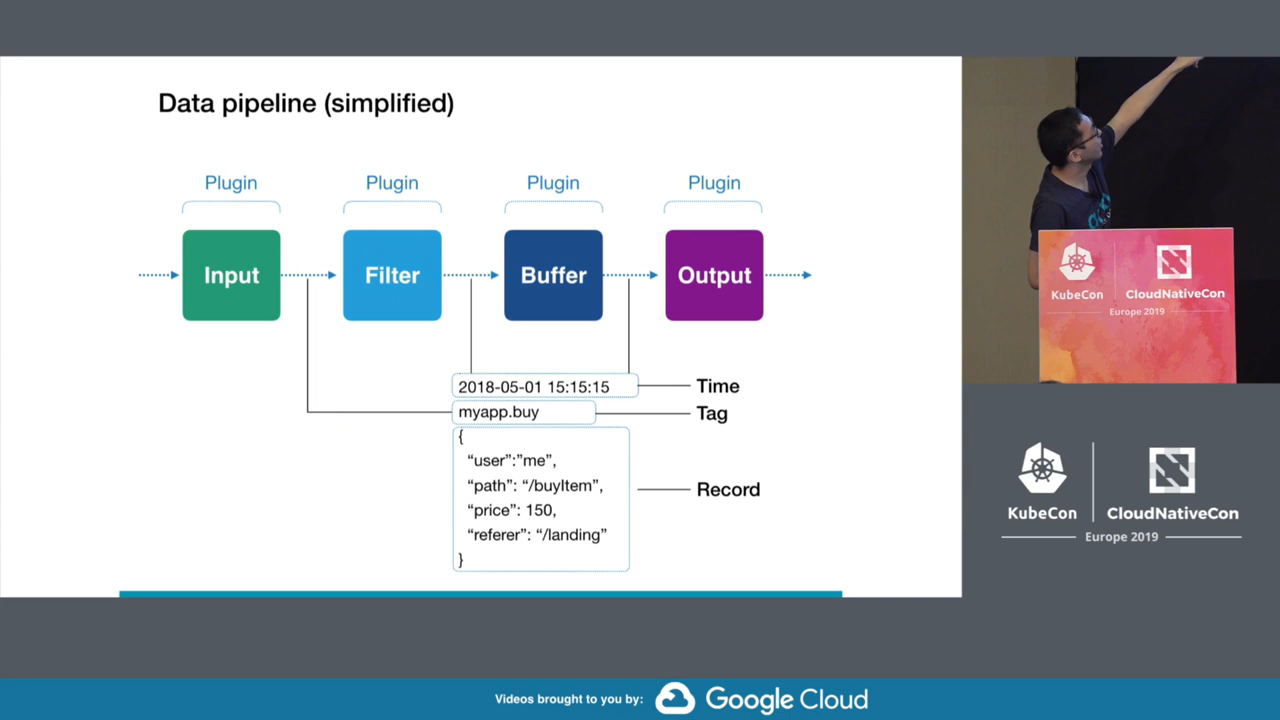 Data pipeline (simplified)
Plugin Plugin Plugin Plugin
Input Filter Buffer Output
2018-05-01 15:15:15 Time
myapp.buy Tag
{
“user”:”me”,
“path”: “/buyItem”,
“price”: 150,
“referer”: “/landing”
}
Record
KubeCon CloudNativeCon
Europe 2019
KubeCon CloudNativeCon
Europe 2019
Videos brought to you by: Google Cloud